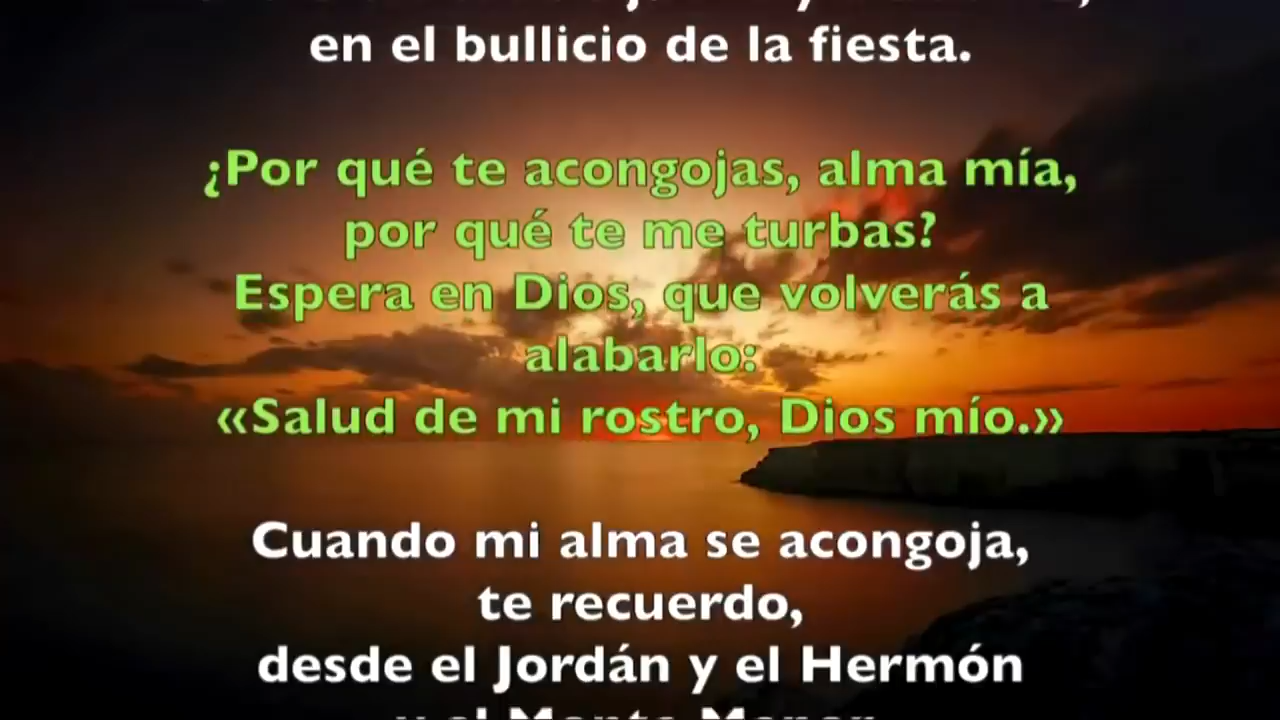 en el bullicio de la fiesta.
¿Por qué te acongojas, alma mía,
por qué te me turbas?
Espera en Dios, que volverás a
alabarlo:
«Salud de mi rostro, Dios mío.»
Cuando mi alma se acongoja,
te recuerdo,
desde el Jordán y el Hermón